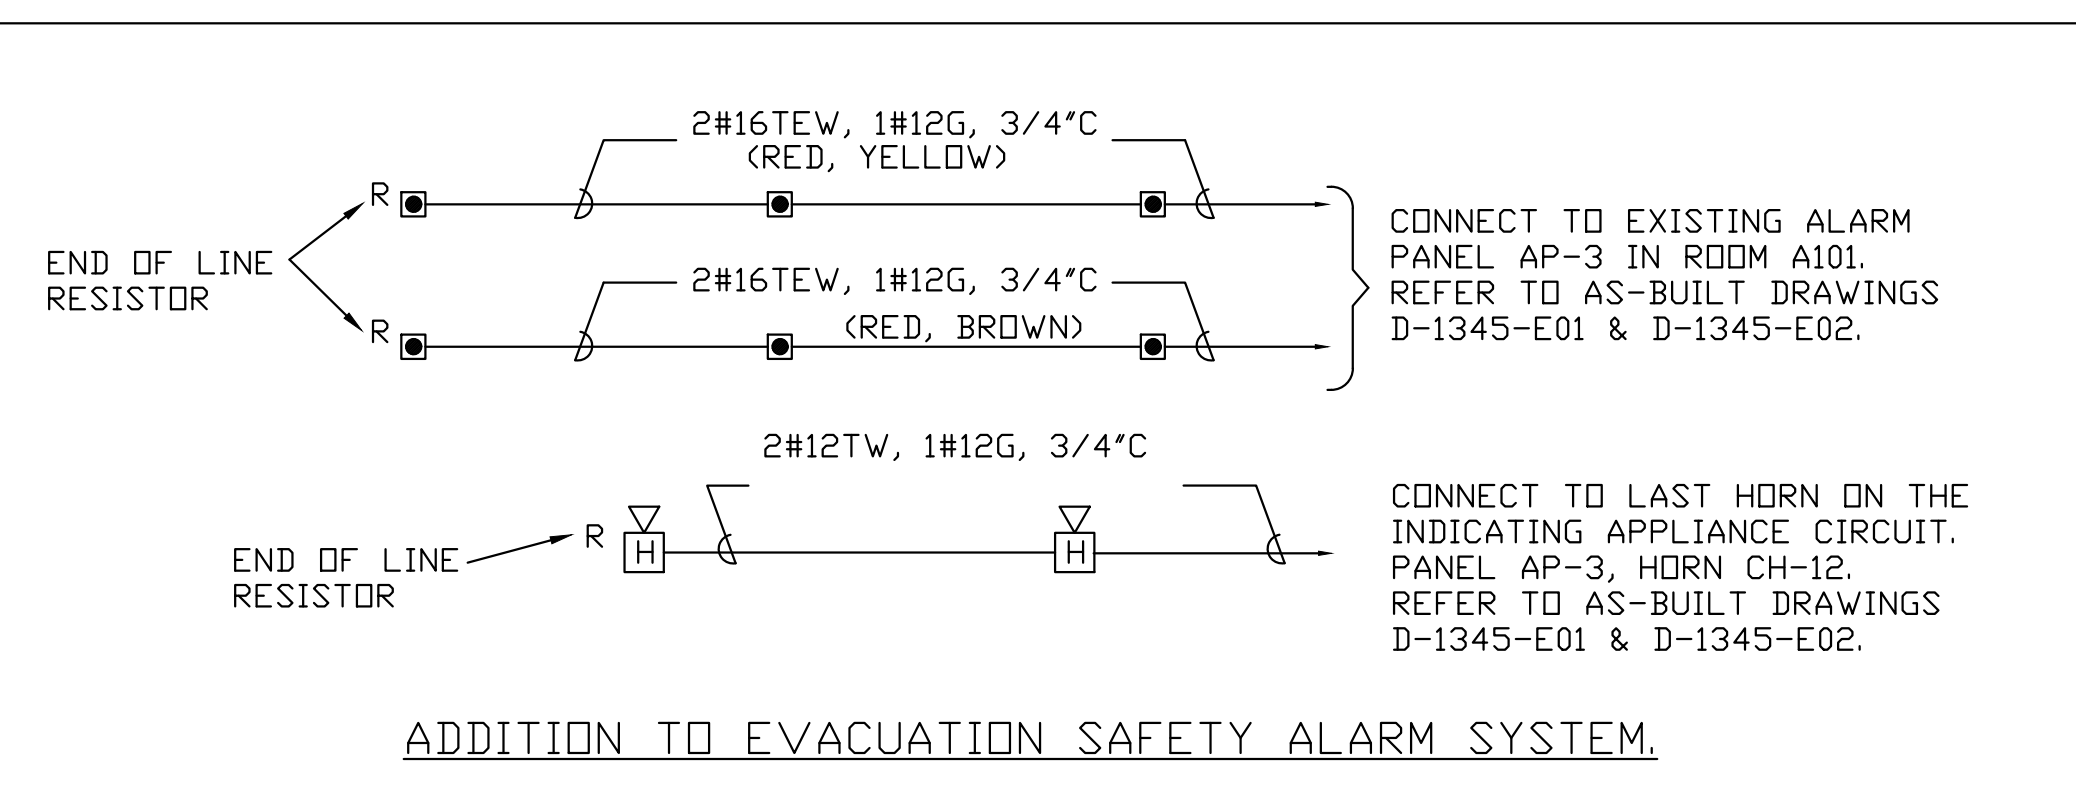 2#16TEW, 1#12G, 3/4"C
(RED, YELLOW)
R
END OF LINE
RESISTOR
2#16TEW, 1#12G, 3/4"C
(RED, BROWN)
R
CONNECT TO EXISTING ALARM
PANEL AP-3 IN ROOM A101.
REFER TO AS-BUILT DRAWINGS
D-1345-E01 & D-1345-E02.
2#12TW, 1#12G, 3/4"C
END OF LINE
RESISTOR
R
H
H
CONNECT TO LAST HORN ON THE
INDICATING APPLIANCE CIRCUIT.
PANEL AP-3, HORN CH-12.
REFER TO AS-BUILT DRAWINGS
D-1345-E01 & D-1345-E02.
ADDITION TO EVACUATION SAFETY ALARM SYSTEM.